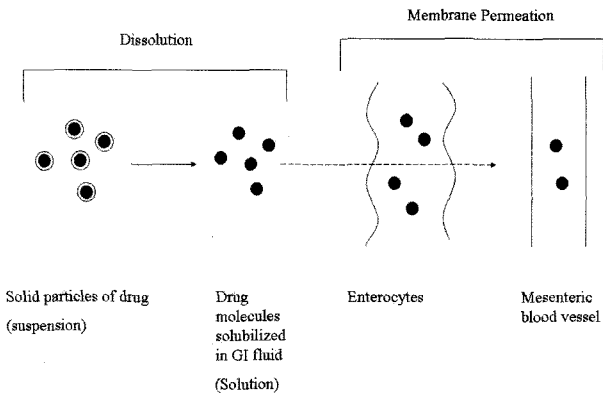 Membrane Permeation
Dissolution
Solid particles of drug
(suspension)
Drug
molecules
solubilized
in GI fluid
(Solution)
Enterocytes
Mesenteric
blood vessel